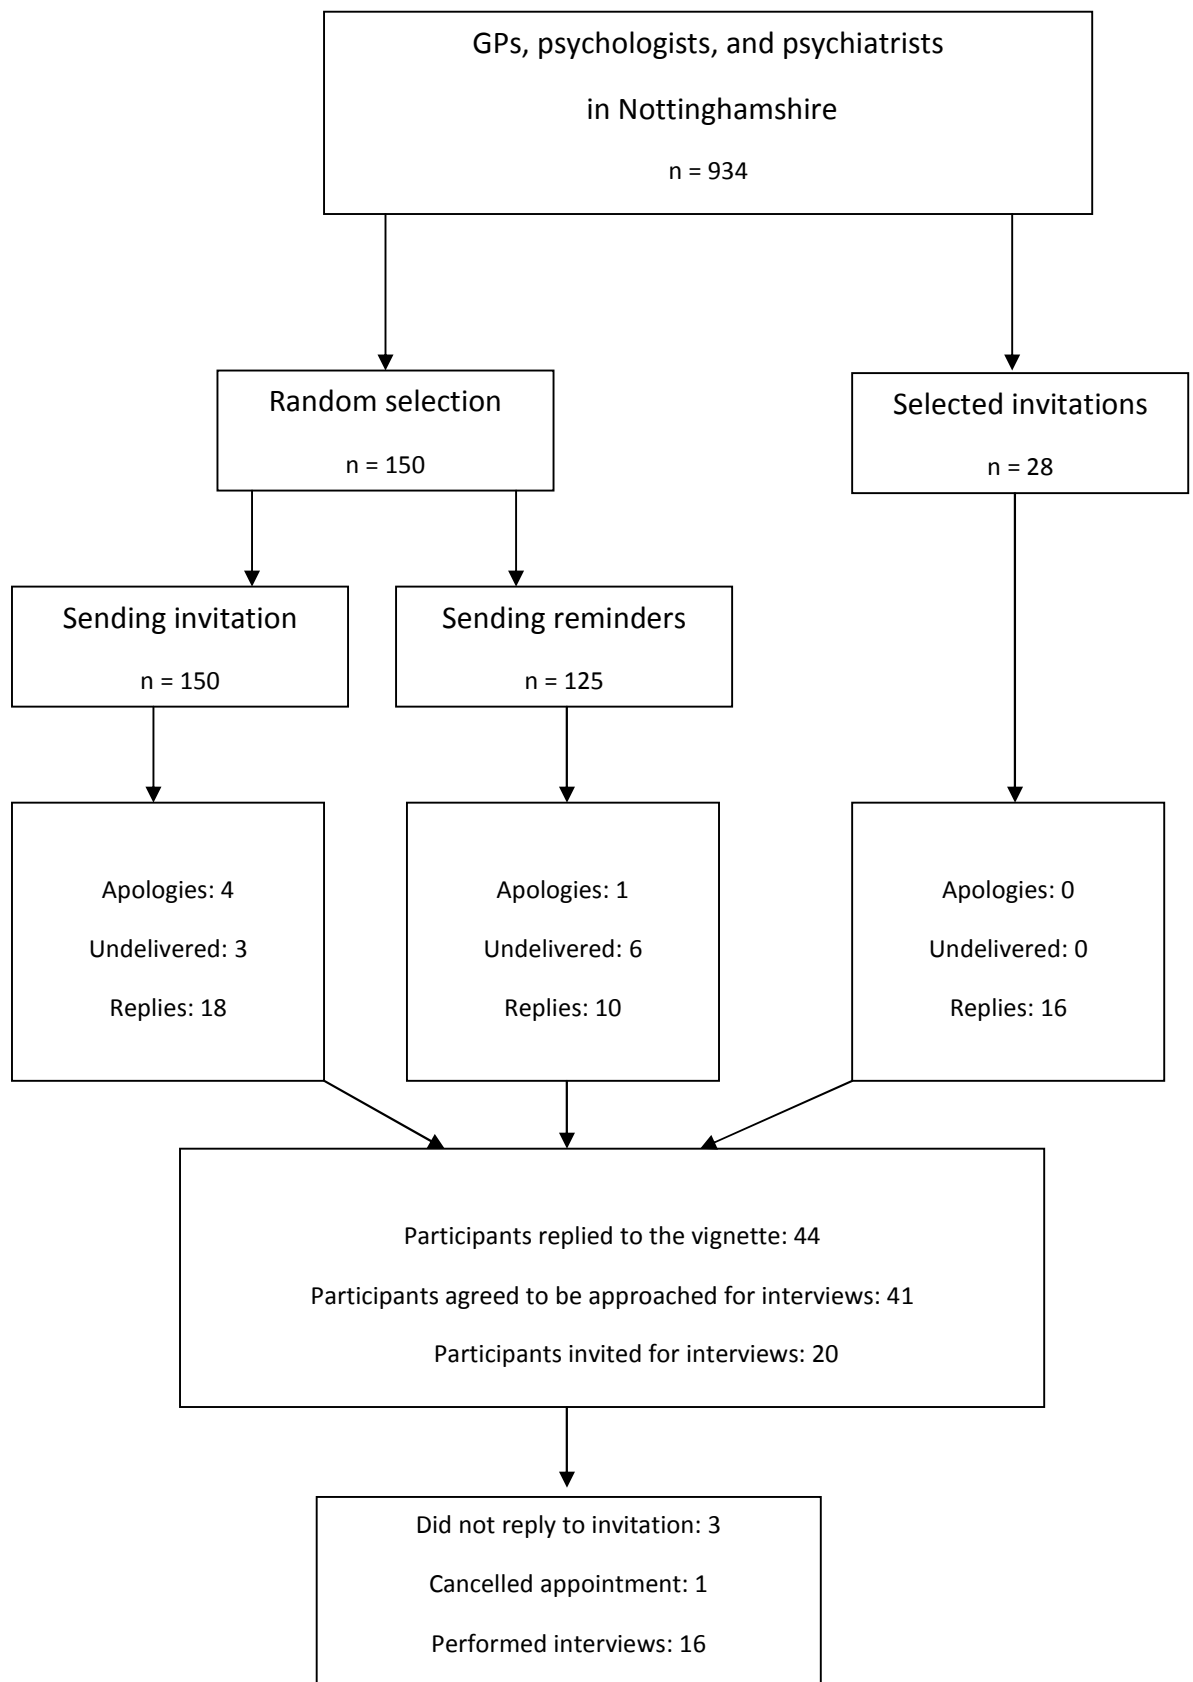 GPs, psychologists, and psychiatrists
in Nottinghamshire
n = 934
Random selection
n = 150
Selected invitations
n = 28
Sending invitation
n = 150
Sending reminders
n = 125
Apologies: 4
Undelivered: 3
Replies: 18
Apologies: 1
Undelivered: 6
Replies: 10
Apologies: 0
Undelivered: 0
Replies: 16
Participants replied to the vignette: 44
Participants agreed to be approached for interviews: 41
Participants invited for interviews: 20
Did not reply to invitation: 3
Cancelled appointment: 1
Performed interviews: 16